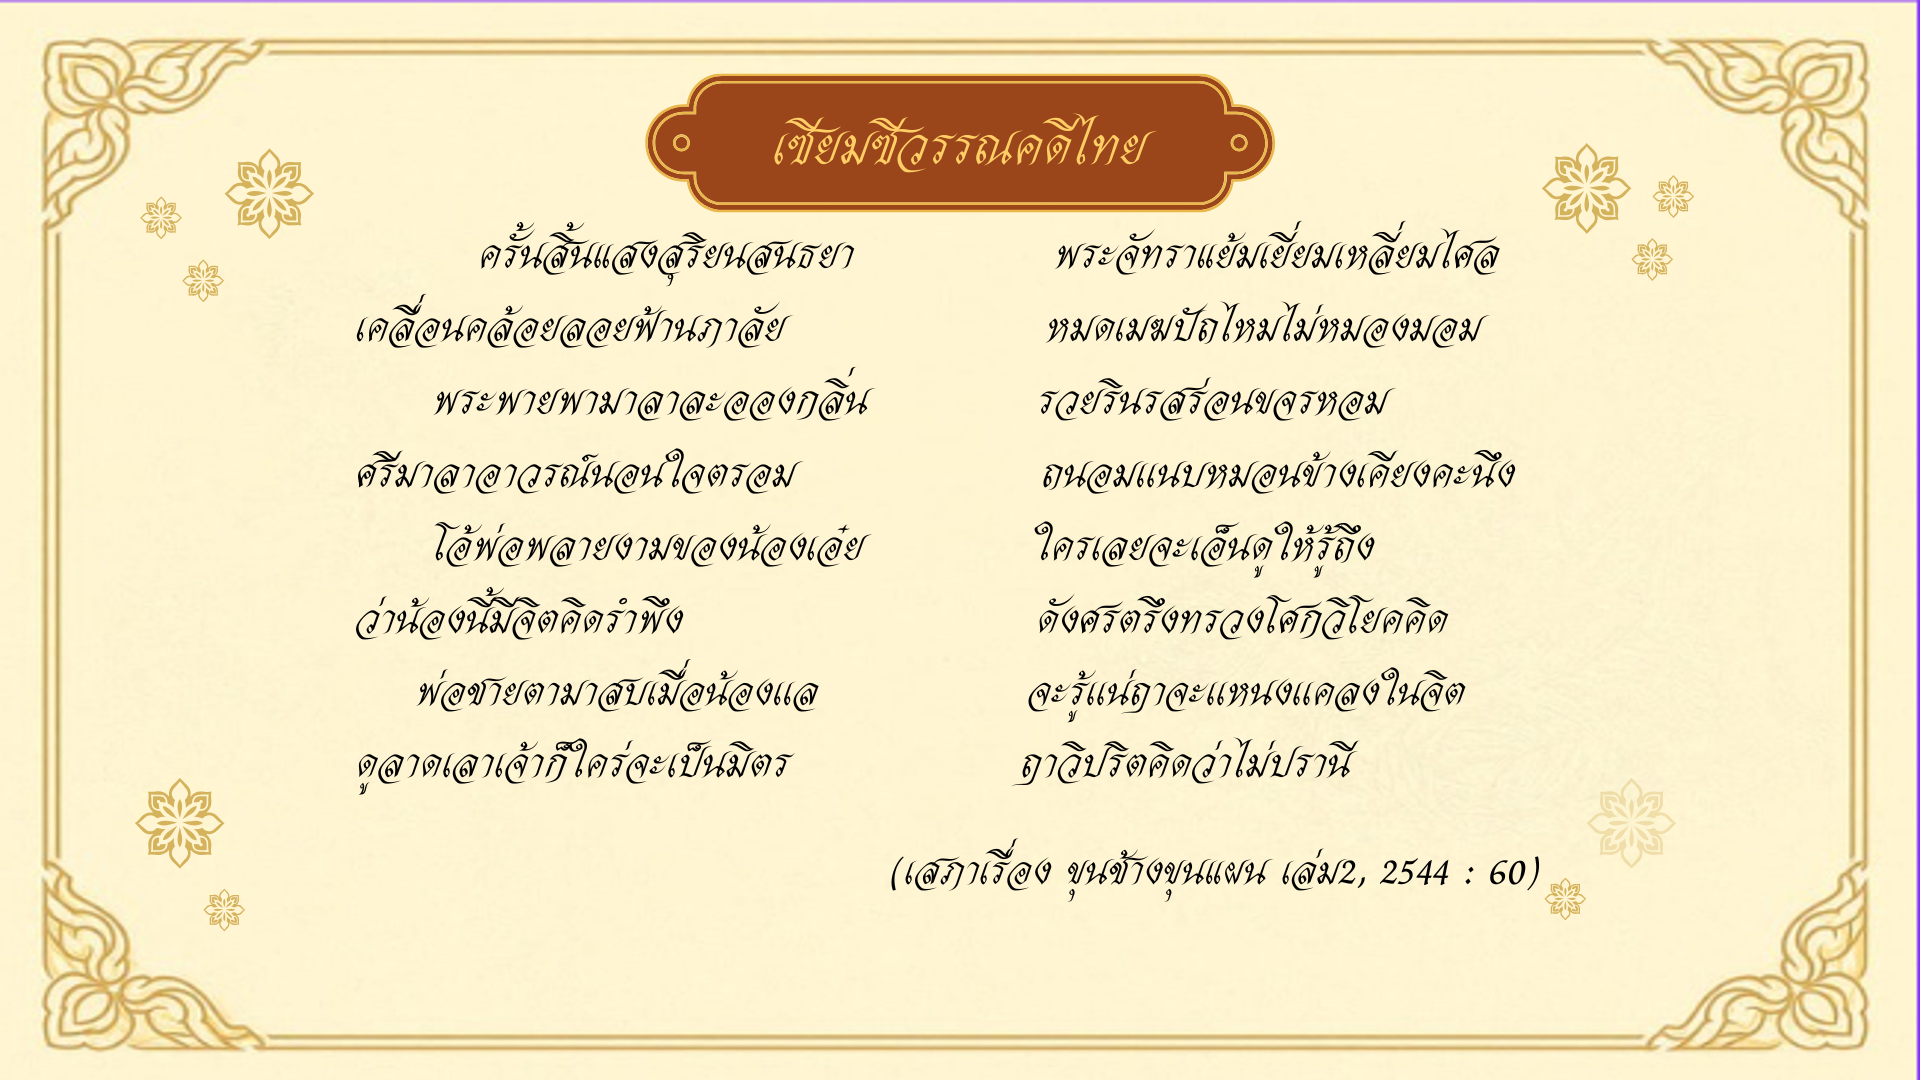 เซียมซีวรรณคดีไทย
ครั้นสิ้นแสงสุริยนสนธยา พระจัทราแย้มเยี่ยมเหลี่ยมไศล
เคลื่อนคล้อยลอยฟ้านภาลัย หมดเมฆปัถไหมไม่หมองมอม
พระพายพามาลาละอองกลิ่น รวยรินรสร่อนขจรหอม
ศรีมาลาอาวรณ์นอนใจตรอม ถนอมแนบหมอนข้างเคียงคะนึง
โอ้พ่อพลายงามของน้องเอ๋ย ใครเลยจะเอ็นดูให้รู้ถึง
ว่าน้องนี้มีจิตคิดรำพึง ดังศรตรึงทรวงโศกวิโยคคิด
พ่อชายตามาสบเมื่อน้องแล จะรู้แน่ฤาจะแหนงแคลงในจิต
ดูลาดเลาเจ้าก็ใคร่จะเป็นมิตร ฤาวิปริตคิดว่าไม่ปรานี
(เสภาเรื่อง ขุนช้างขุนแผน เล่ม2, 2544 : 60)